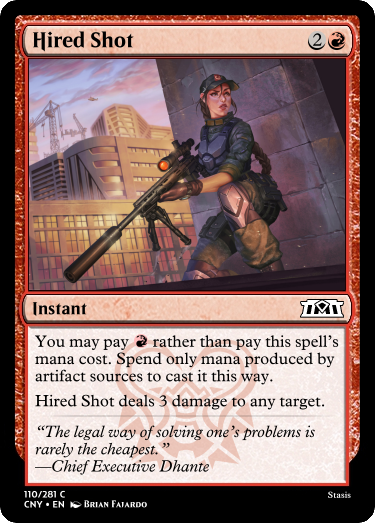 Hired Shot 2
Instant
You may pay rather than pay this spell's
mana cost. Spend only mana produced by
artifact sources to cast it this way.
Hired Shot deals 3 damage to any target.
“The legal way of solving one's problems is
rarely the cheapest.”
—Chief Executive Dhante
110/281 C
Stasis
CNY • EN Brian Fajardo